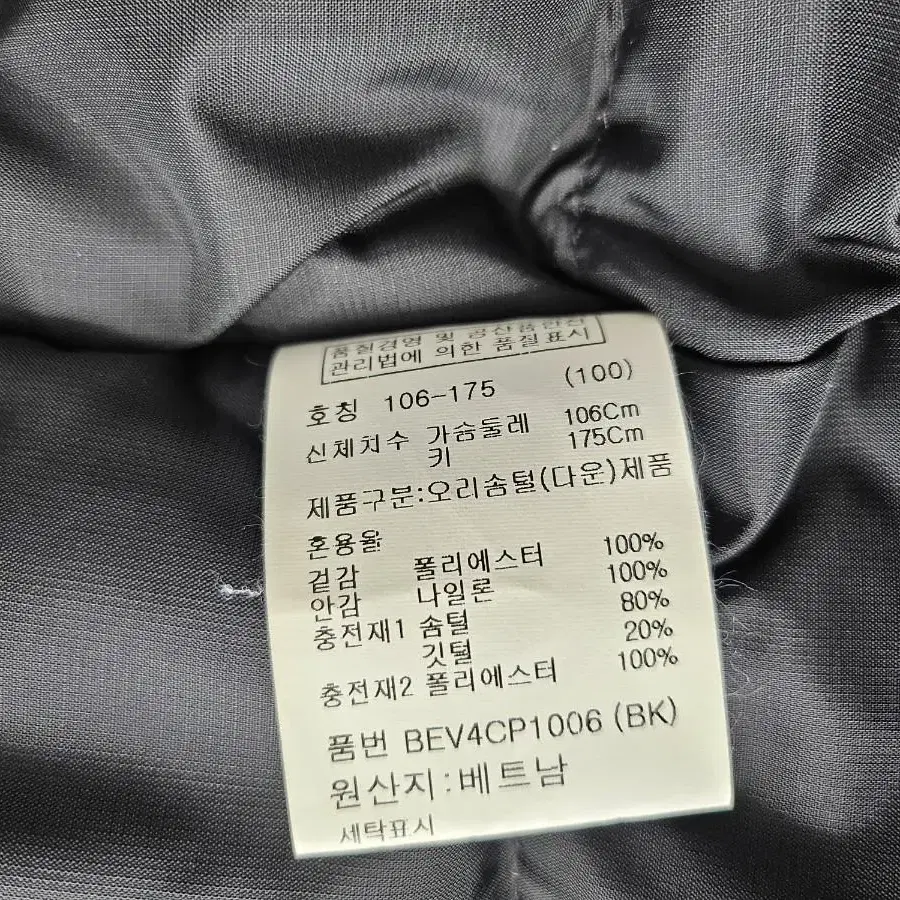 품질경영 및 공산품안전
관리법에 의한 품질표시
호칭 106-175 (100)
신체치수 가슴둘레 106Cm
키 175Cm
제품구분:오리솜털(다운)제품
혼용율
겉감 폴리에스터 100%
안감 나일론 100%
충전재1 솜털 80%
깃털 20%
충전재2 폴리에스터 100%
품번 BEV4CP1006 (BK)
원산지:베트남
세탁표시